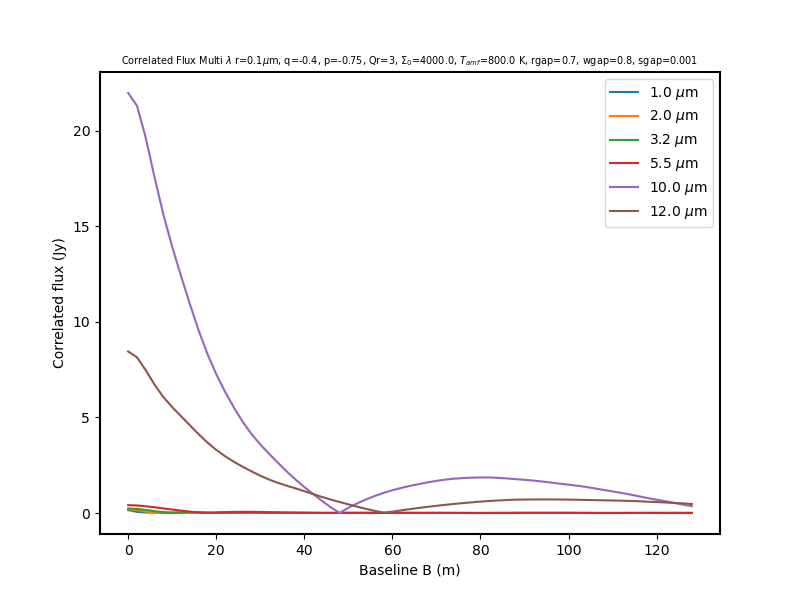 Correlated Flux Multi λ r=0.1μm, q=-0.4, p=-0.75, Qr=3, Σ₀=4000.0, Tₐₘf=800.0 K, rgap=0.7, wgap=0.8, sgap=0.001
1.0 μm
2.0 μm
3.2 μm
5.5 μm
10.0 μm
12.0 μm
Correlated flux (Jy)
20
15
10
5
0
0 20 40 60 80 100 120
Baseline B (m)